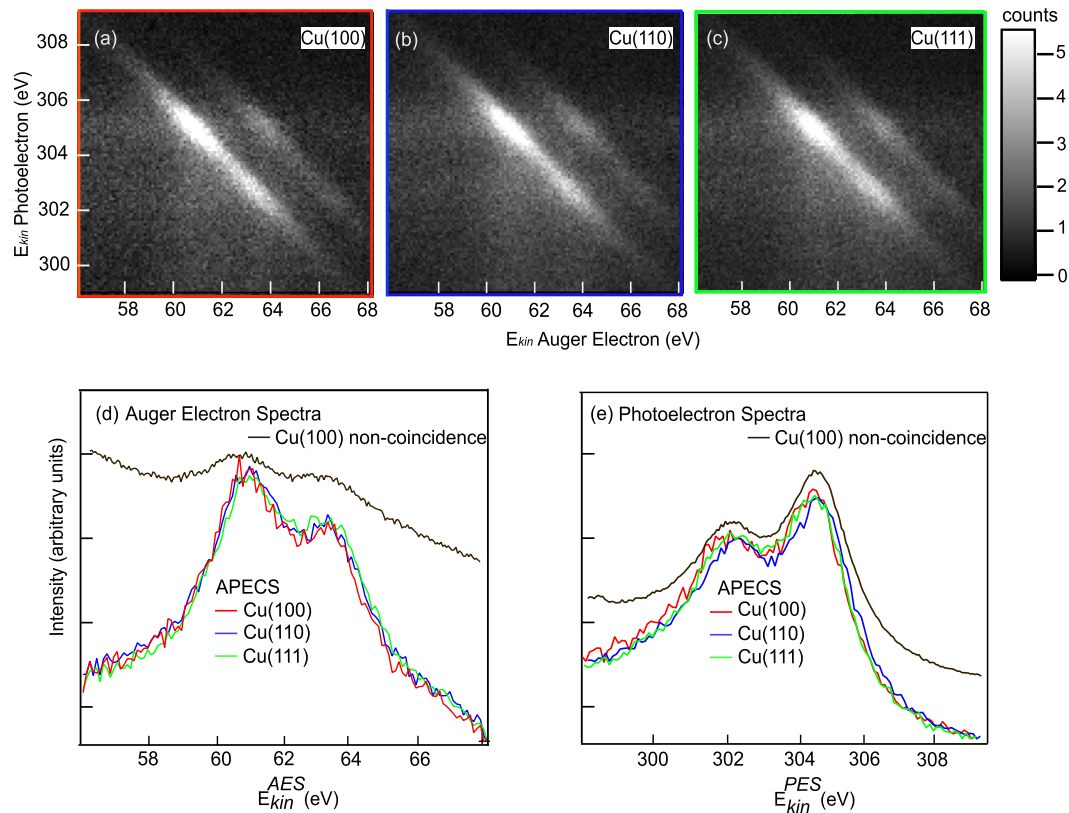 counts
(a) Cu(100)
(b) Cu(110)
(c) Cu(111)
308
306
304
302
300
E_kin Photoelectron (eV)
58 60 62 64 66 68
58 60 62 64 66 68
58 60 62 64 66 68
E_kin Auger Electron (eV)
5
4
3
2
1
0
(d) Auger Electron Spectra
Cu(100) non-coincidence
Intensity (arbitrary units)
APECS
Cu(100)
Cu(110)
Cu(111)
58 60 62 64 66
AES
E_kin (eV)
(e) Photoelectron Spectra
Cu(100) non-coincidence
APECS
Cu(100)
Cu(110)
Cu(111)
300 302 304 306 308
PES
E_kin (eV)